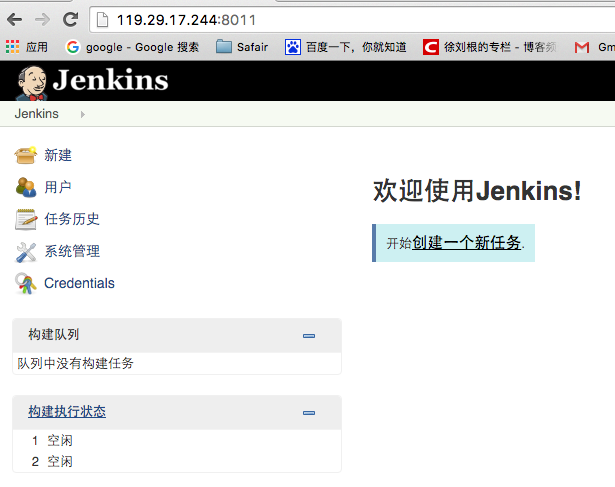 119.29.17.244:8011
应用 google - Google 搜索 Safair 百度一下，你就知道 徐刘根的专栏 - 博客频 Gm
Jenkins
Jenkins
新建
用户
任务历史
系统管理
Credentials
欢迎使用Jenkins!
开始创建一个新任务.
构建队列
队列中没有构建任务
构建执行状态
1 空闲
2 空闲